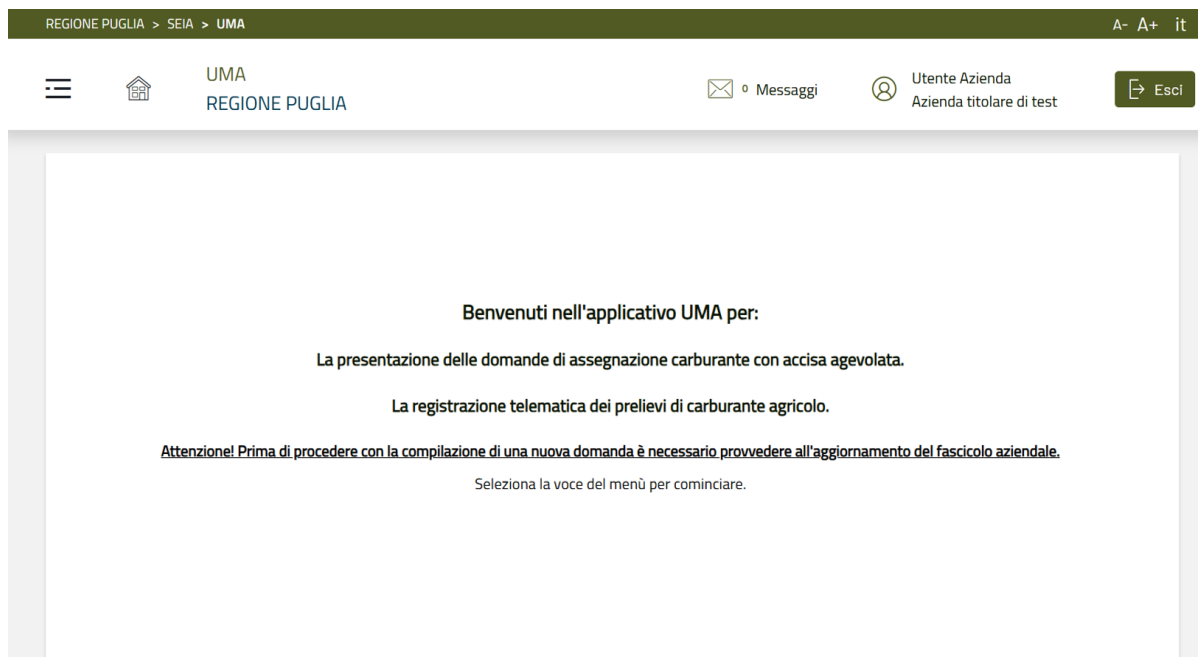 REGIONE PUGLIA > SEIA > UMA
A- A+ it
UMA
REGIONE PUGLIA
0 Messaggi
Utente Azienda
Azienda titolare di test
Esci
Benvenuti nell'applicativo UMA per:
La presentazione delle domande di assegnazione carburante con accisa agevolata.
La registrazione telematica dei prelievi di carburante agricolo.
Attenzione! Prima di procedere con la compilazione di una nuova domanda è necessario provvedere all'aggiornamento del fascicolo aziendale.
Seleziona la voce del menù per cominciare.